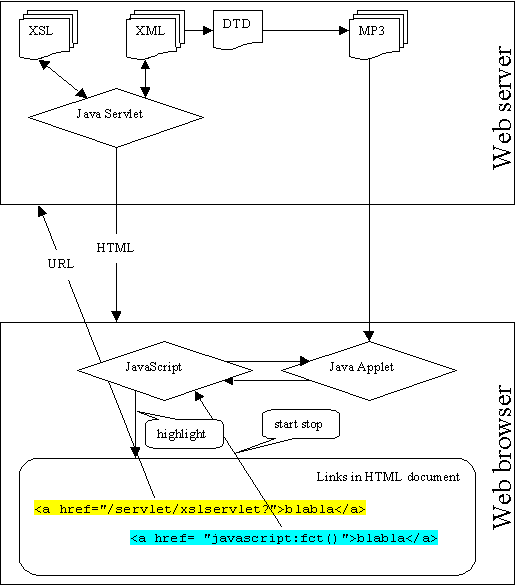 XSL
XML
DTD
MP3
Java Servlet
Web server
HTML
URL
JavaScript
Java Applet
highlight
start stop
Web browser
Links in HTML document
<a href="/servlet/xslservlet?">blabla</a>
<a href= "javascript:fct()">blabla</a>